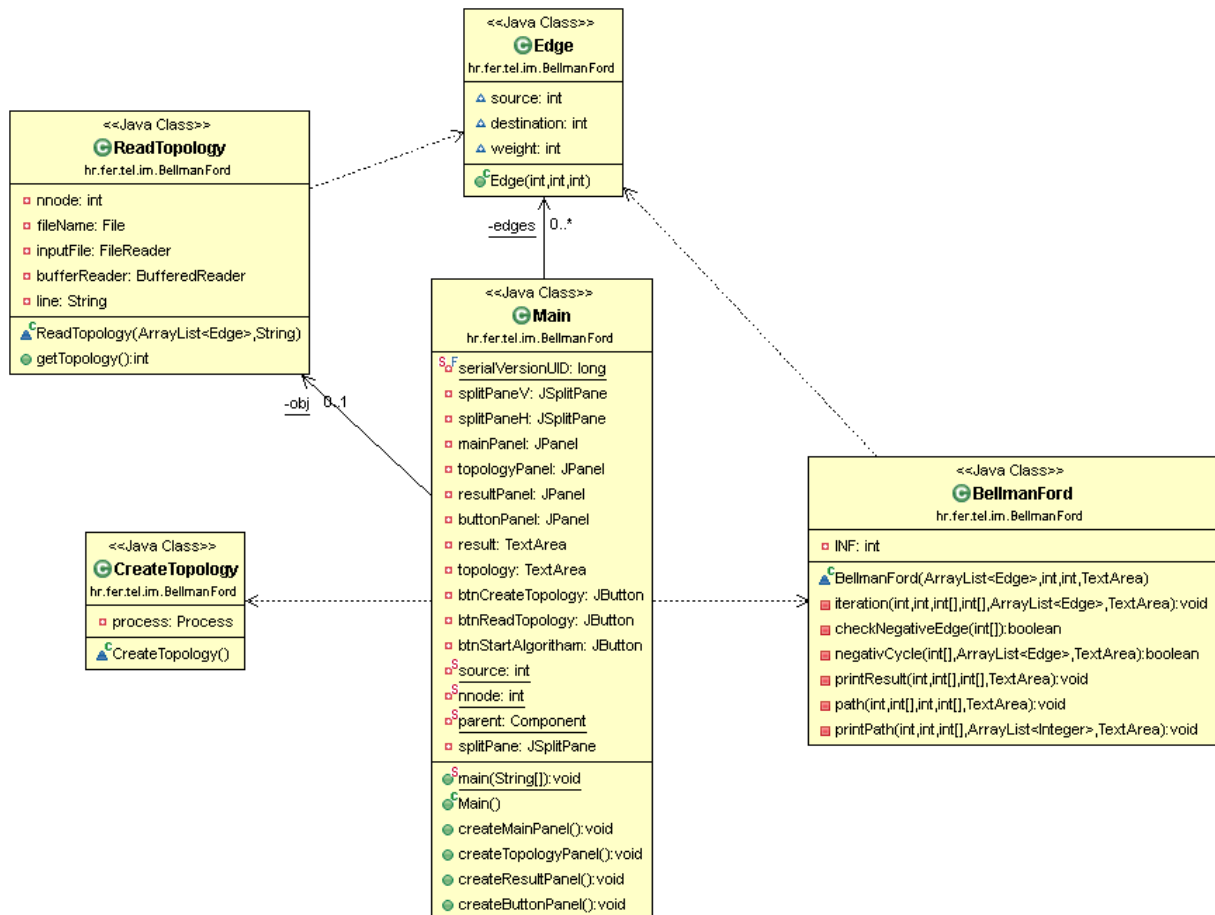 <<Java Class>>
Edge
hr.fer.tel.im.BellmanFord
source: int
destination: int
weight: int
Edge(int,int,int)
<<Java Class>>
ReadTopology
hr.fer.tel.im.BellmanFord
nnode: int
fileName: File
inputFile: FileReader
bufferReader: BufferedReader
line: String
ReadTopology(ArrayList<Edge>,String)
getTopology():int
-edges 0..*
-obj 0..1
<<Java Class>>
Main
hr.fer.tel.im.BellmanFord
serialVersionUID: long
splitPaneV: JSplitPane
splitPaneH: JSplitPane
mainPanel: JPanel
topologyPanel: JPanel
resultPanel: JPanel
buttonPanel: JPanel
result: TextArea
topology: TextArea
btnCreateTopology: JButton
btnReadTopology: JButton
btnStartAlgoritham: JButton
source: int
nnode: int
parent: Component
splitPane: JSplitPane
main(String[]):void
Main()
createMainPanel():void
createTopologyPanel():void
createResultPanel():void
createButtonPanel():void
<<Java Class>>
CreateTopology
hr.fer.tel.im.BellmanFord
process: Process
CreateTopology()
<<Java Class>>
BellmanFord
hr.fer.tel.im.BellmanFord
INF: int
BellmanFord(ArrayList<Edge>,int,int,TextArea)
iteration(int,int,int[],int[],ArrayList<Edge>,TextArea):void
checkNegativeEdge(int[]):boolean
negativCycle(int[],ArrayList<Edge>,TextArea):boolean
printResult(int,int[],int[],TextArea):void
path(int,int[],int,int[],TextArea):void
printPath(int,int,int[],ArrayList<Integer>,TextArea):void